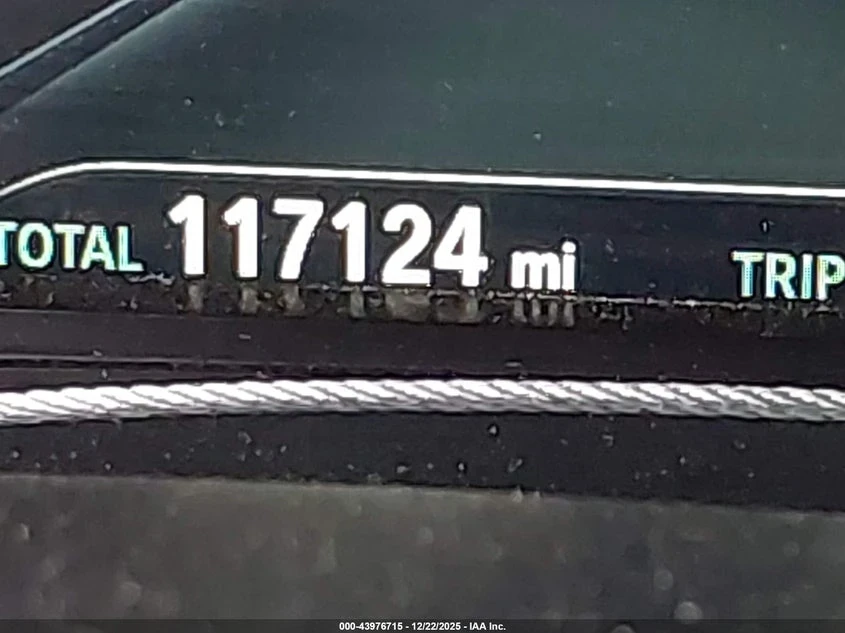 TOTAL 117124 mi TRIP
000-43976715 - 12/22/2025 - IAA Inc.